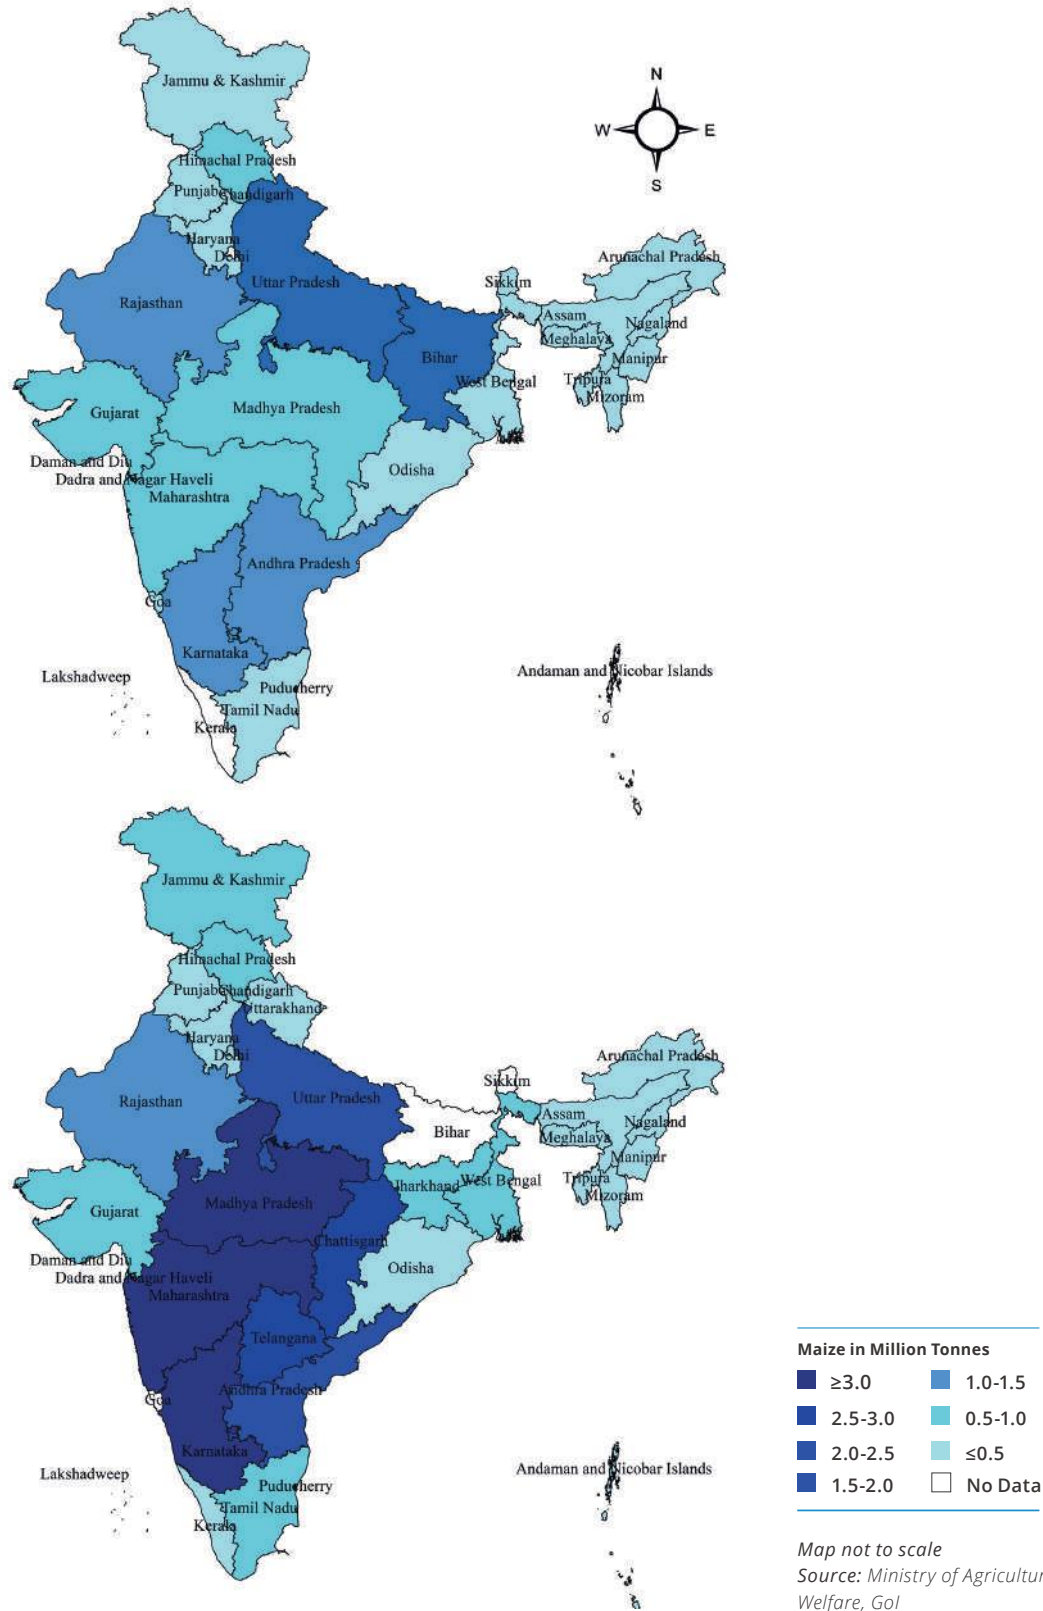 Jammu & Kashmir
N
W E
S
Himachal Pradesh
Punjab
Chandigarh
Haryana
Delhi
Uttar Pradesh
Rajasthan
Arunachal Pradesh
Sikkim
Assam
Nagaland
Meghalaya
Manipur
Bihar
West Bengal
Tripura
Mizoram
Gujarat
Madhya Pradesh
Daman and Diu
Dadra and Nagar Haveli
Maharashtra
Odisha
Andhra Pradesh
Goa
Karnataka
Lakshadweep
Puducherry
Tamil Nadu
Kerala
Andaman and Nicobar Islands
Jammu & Kashmir
Himachal Pradesh
Punjab
Chandigarh
Uttarakhand
Haryana
Delhi
Rajasthan
Uttar Pradesh
Arunachal Pradesh
Sikkim
Assam
Nagaland
Bihar
Meghalaya
Manipur
Jharkhand
West Bengal
Tripura
Mizoram
Gujarat
Madhya Pradesh
Chattisgarh
Daman and Diu
Dadra and Nagar Haveli
Maharashtra
Odisha
Telangana
Andhra Pradesh
Goa
Karnataka
Lakshadweep
Puducherry
Tamil Nadu
Kerala
Andaman and Nicobar Islands
Maize in Million Tonnes
≥3.0 1.0-1.5
2.5-3.0 0.5-1.0
2.0-2.5 ≤0.5
1.5-2.0 No Data
Map not to scale
Source: Ministry of Agricultur
Welfare, GoI